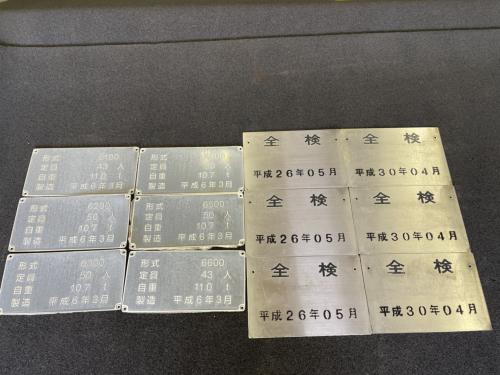 形式 6100
定員 43 人
自重 11.0 t
製造 平成6年3月
形式
定員 50 人
自重 10.7 t
製造 平成6年3月
全検
平成26年05月
全検
平成30年04月
形式 6200
定員 50 人
自重 10.7 t
製造 平成6年3月
形式 6500
定員 50 人
自重 10.7 t
製造 平成6年3月
全検
平成26年05月
全検
平成30年04月
形式 6300
定員 50 人
自重 10.7 t
製造 平成6年3月
形式 6600
定員 43 人
自重 11.0 t
製造 平成6年3月
全検
平成26年05月
全検
平成30年04月